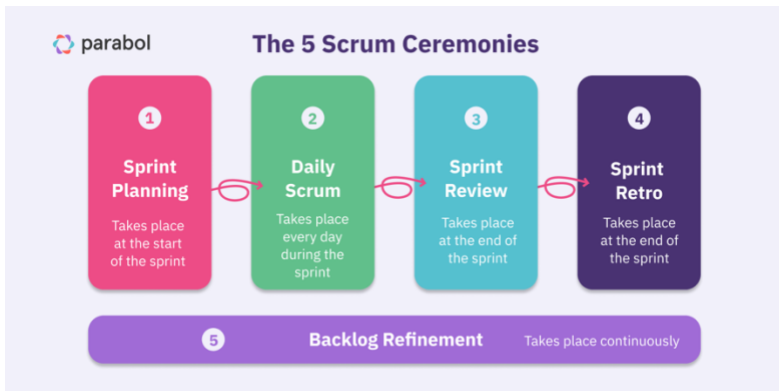 parabol
The 5 Scrum Ceremonies
1
Sprint
Planning
Takes place
at the start
of the sprint
2
Daily
Scrum
Takes place
every day
during the
sprint
3
Sprint
Review
Takes place
at the end of
the sprint
4
Sprint
Retro
Takes place
at the end of
the sprint
5 Backlog Refinement Takes place continuously